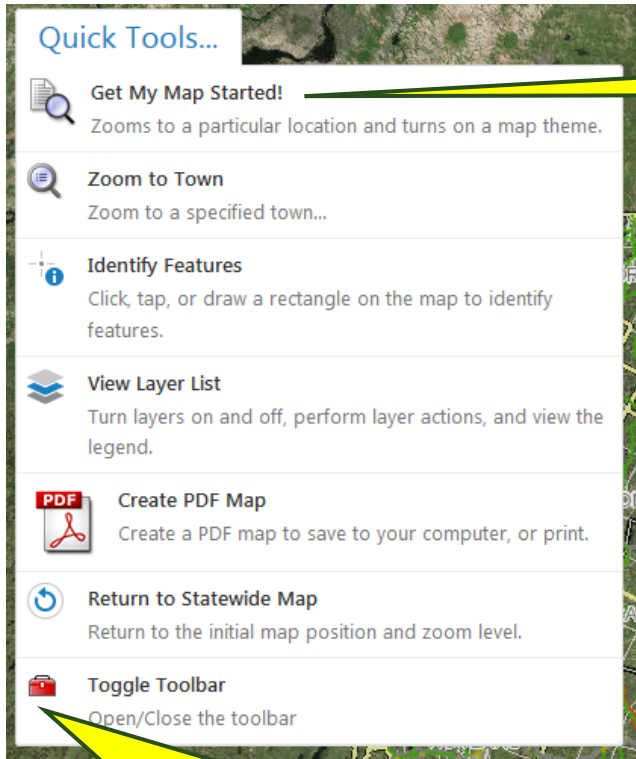 Quick Tools...
Get My Map Started!
Zooms to a particular location and turns on a map theme.
Zoom to Town
Zoom to a specified town...
Identify Features
Click, tap, or draw a rectangle on the map to identify
features.
View Layer List
Turn layers on and off, perform layer actions, and view the
legend.
PDF
Create PDF Map
Create a PDF map to save to your computer, or print.
Return to Statewide Map
Return to the initial map position and zoom level.
Toggle Toolbar
Open/Close the toolbar